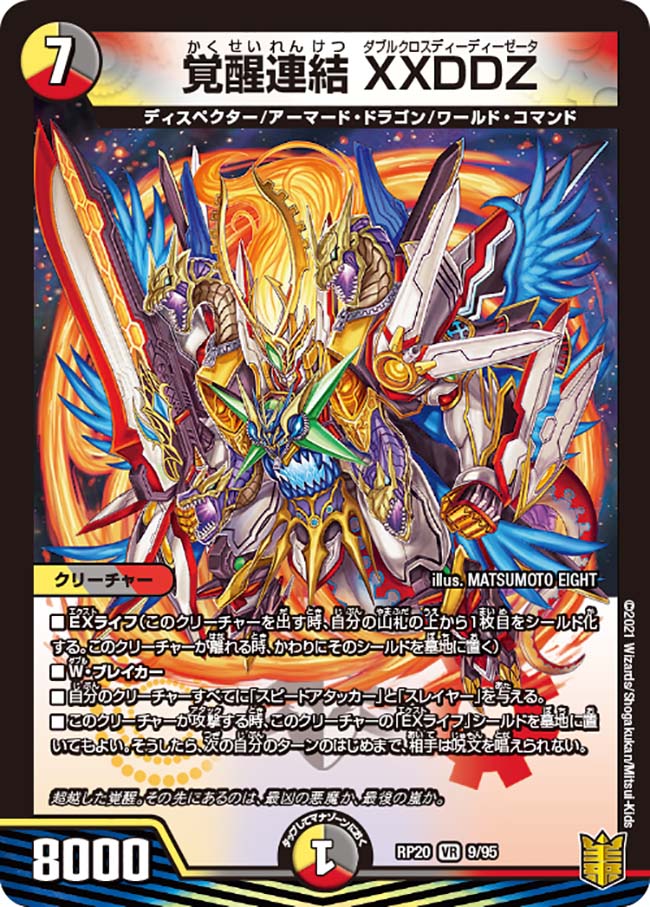 7
かくせいれんけつ ダブルクロスディーディーゼータ
覚醒連結 XXDDZ
ディスペクター/アーマード・ドラゴン/ワールド・コマンド
クリーチャー
illus. MATSUMOTO EIGHT
■EXライフ(このクリーチャーを出す時、自分の山札の上から1枚目をシールド化
する。このクリーチャーが離れる時、かわりにそのシールドを墓地に置く)
■W・ブレイカー
■自分のクリーチャーすべてに「スピードアタッカー」と「スレイヤー」を与える。
■このクリーチャーが攻撃する時、このクリーチャーの「EXライフ」シールドを墓地に置
いてもよい。そうしたら、次の自分のターンのはじめまで、相手は呪文を唱えられない。
超越した覚醒。その先にあるのは、最凶の悪魔か、最後の嵐か。
©2021 Wizards/Shogakukan/Mitsui-Kids
8000
タップしてマナゾーンにおく
1
RP20 VR 9/95